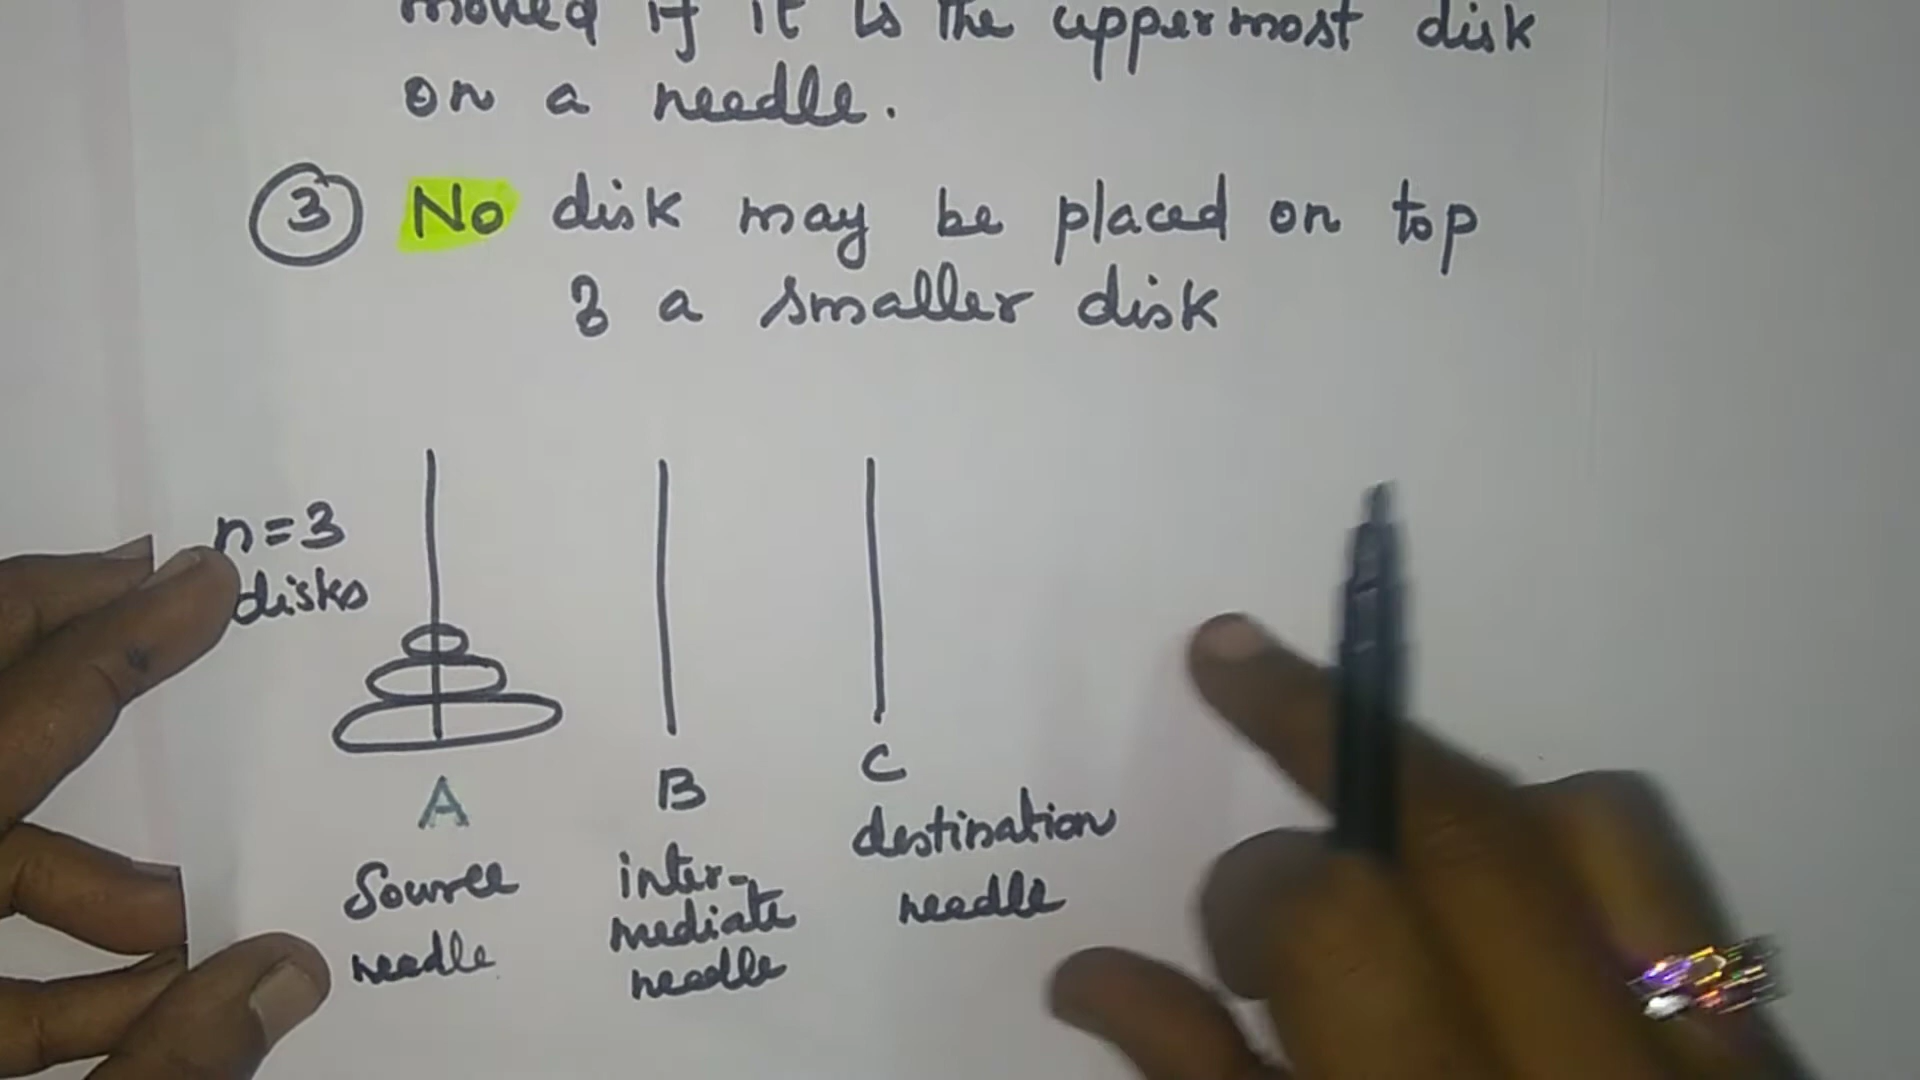 moved if it is the uppermost disk
on a needle.
③ No disk may be placed on top
of a smaller disk
n=3
disks
A
B
C
Source
needle
inter-
mediate
needle
destination
needle